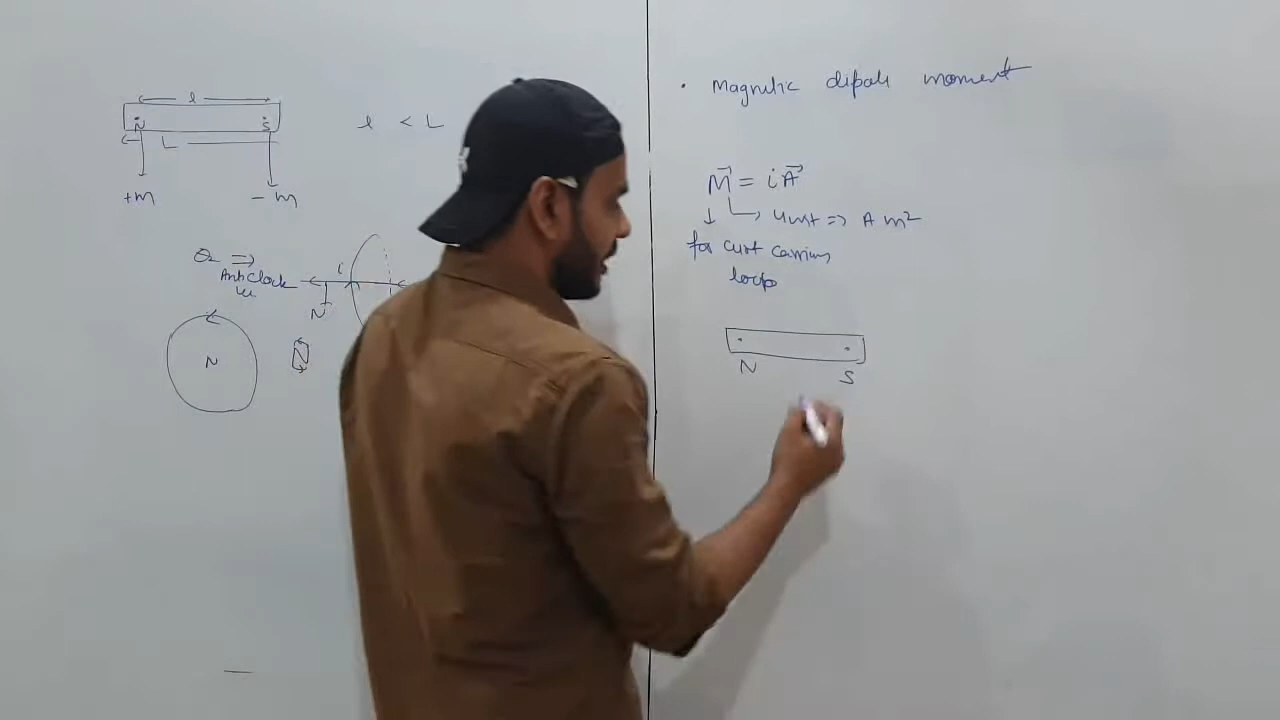 l
N S
l < L
L
+m - m
Anticlock
i
N
N
N
• Magnetic dipole moment
M = iA
unit => A m²
for curt carrying
loop
N S